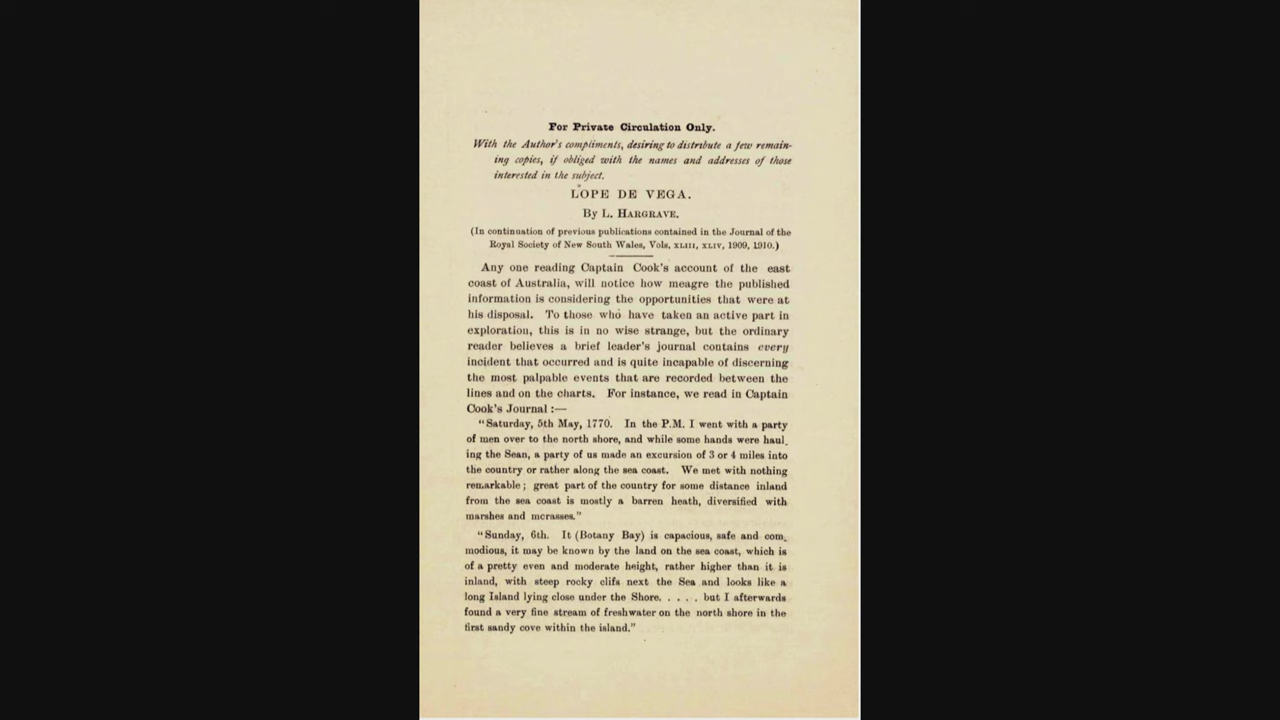 For Private Circulation Only.
With the Author's compliments, desiring to distribute a few remain-
ing copies, if obliged with the names and addresses of those
interested in the subject.
LOPE DE VEGA.
By L. HARGRAVE.
(In continuation of previous publications contained in the Journal of the
Royal Society of New South Wales, Vols. XLIII, XLIV, 1909, 1910.)
Any one reading Captain Cook's account of the east
coast of Australia, will notice how meagre the published
information is considering the opportunities that were at
his disposal. To those who have taken an active part in
exploration, this is in no wise strange, but the ordinary
reader believes a brief leader's journal contains every
incident that occurred and is quite incapable of discerning
the most palpable events that are recorded between the
lines and on the charts. For instance, we read in Captain
Cook's Journal :—
"Saturday, 5th May, 1770. In the P.M. I went with a party
of men over to the north shore, and while some hands were haul-
ing the Sean, a party of us made an excursion of 3 or 4 miles into
the country or rather along the sea coast. We met with nothing
remarkable; great part of the country for some distance inland
from the sea coast is mostly a barren heath, diversified with
marshes and morasses."
"Sunday, 6th. It (Botany Bay) is capacious, safe and com-
modious, it may be known by the land on the sea coast, which is
of a pretty even and moderate height, rather higher than it is
inland, with steep rocky clifs next the Sea and looks like a
long Island lying close under the Shore. . . . . but I afterwards
found a very fine stream of freshwater on the north shore in the
first sandy cove within the island."